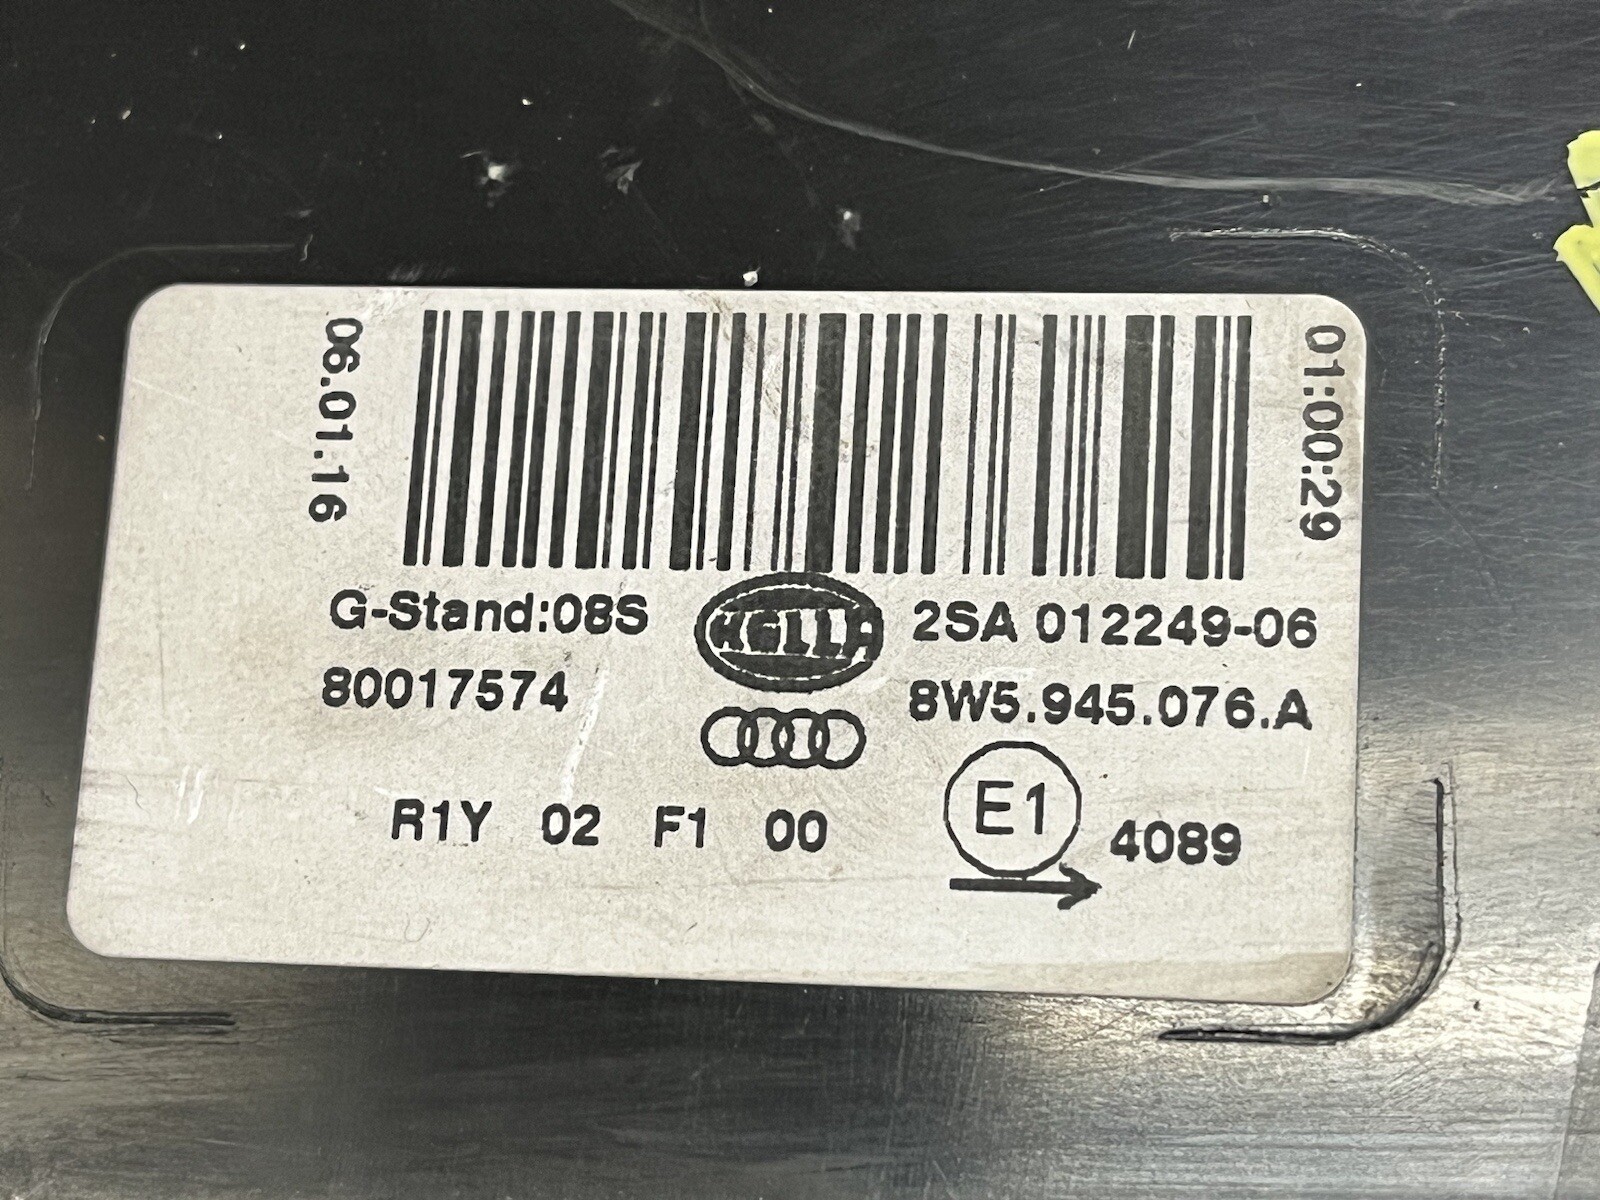 06.01.16
01:00:29
G-Stand:08S
HELLA
2SA 012249-06
80017574
8W5.945.076.A
R1Y 02 F1 00
E1
4089